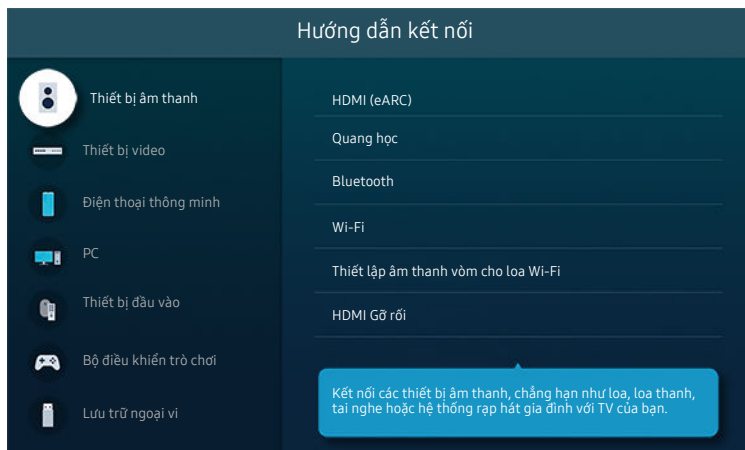 Hướng dẫn kết nối
Thiết bị âm thanh
Thiết bị video
Điện thoại thông minh
PC
Thiết bị đầu vào
Bộ điều khiển trò chơi
Lưu trữ ngoại vi
HDMI (eARC)
Quang học
Bluetooth
Wi-Fi
Thiết lập âm thanh vòm cho loa Wi-Fi
HDMI Gỡ rối
Kết nối các thiết bị âm thanh, chẳng hạn như loa, loa thanh,
tai nghe hoặc hệ thống rạp hát gia đình với TV của bạn.